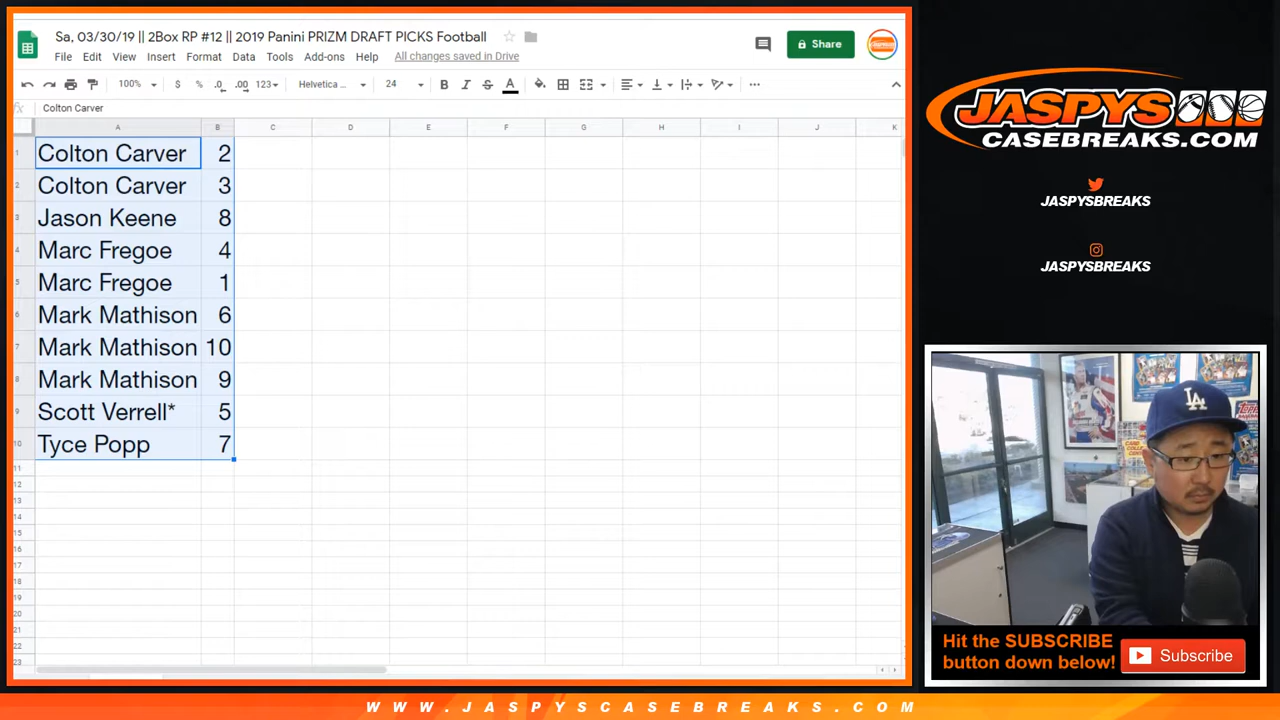 Sa, 03/30/19 || 2Box RP #12 || 2019 Panini PRIZM DRAFT PICKS Football
File Edit View Insert Format Data Tools Add-ons Help All changes saved in Drive
Share
100% $ % .0 .00 123 Helvetica ... 24 B I S A
fx Colton Carver
A B C D E F G H I J K
1 Colton Carver 2
2 Colton Carver 3
3 Jason Keene 8
4 Marc Fregoe 4
5 Marc Fregoe 1
6 Mark Mathison 6
7 Mark Mathison 10
8 Mark Mathison 9
9 Scott Verrell* 5
10 Tyce Popp 7
11
12
13
14
15
16
17
18
19
20
21
22
23
JASPYS
CASEBREAKS.COM
JASPYSBREAKS
JASPYSBREAKS
LA
Hit the SUBSCRIBE
button down below!
Subscribe
WWW.JASPYSCASEBREAKS.COM